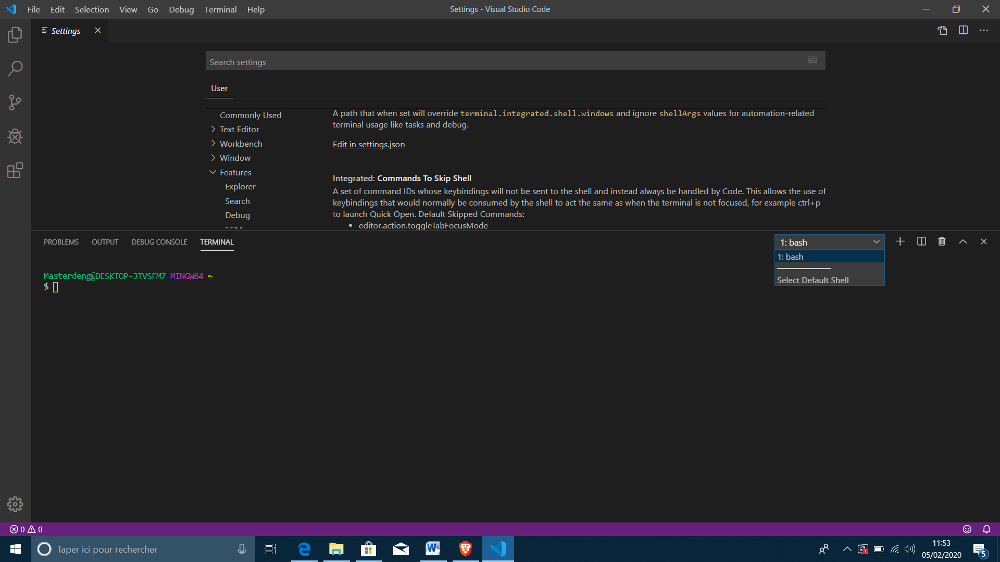 File Edit Selection View Go Debug Terminal Help
Settings - Visual Studio Code
Settings
Search settings
User
Commonly Used
Text Editor
Workbench
Window
Features
Explorer
Search
Debug
SCM
A path that when set will override terminal.integrated.shell.windows and ignore shellArgs values for automation-related
terminal usage like tasks and debug.
Edit in settings.json
Integrated: Commands To Skip Shell
A set of command IDs whose keybindings will not be sent to the shell and instead always be handled by Code. This allows the use of
keybindings that would normally be consumed by the shell to act the same as when the terminal is not focused, for example ctrl+p
to launch Quick Open. Default Skipped Commands:
• editor.action.toggleTabFocusMode
PROBLEMS OUTPUT DEBUG CONSOLE TERMINAL
1: bash
1: bash
Select Default Shell
Masterdeng@DESKTOP-3TVSFM7 MINGW64 ~
$
0 0
Taper ici pour rechercher
11:53
05/02/2020
5